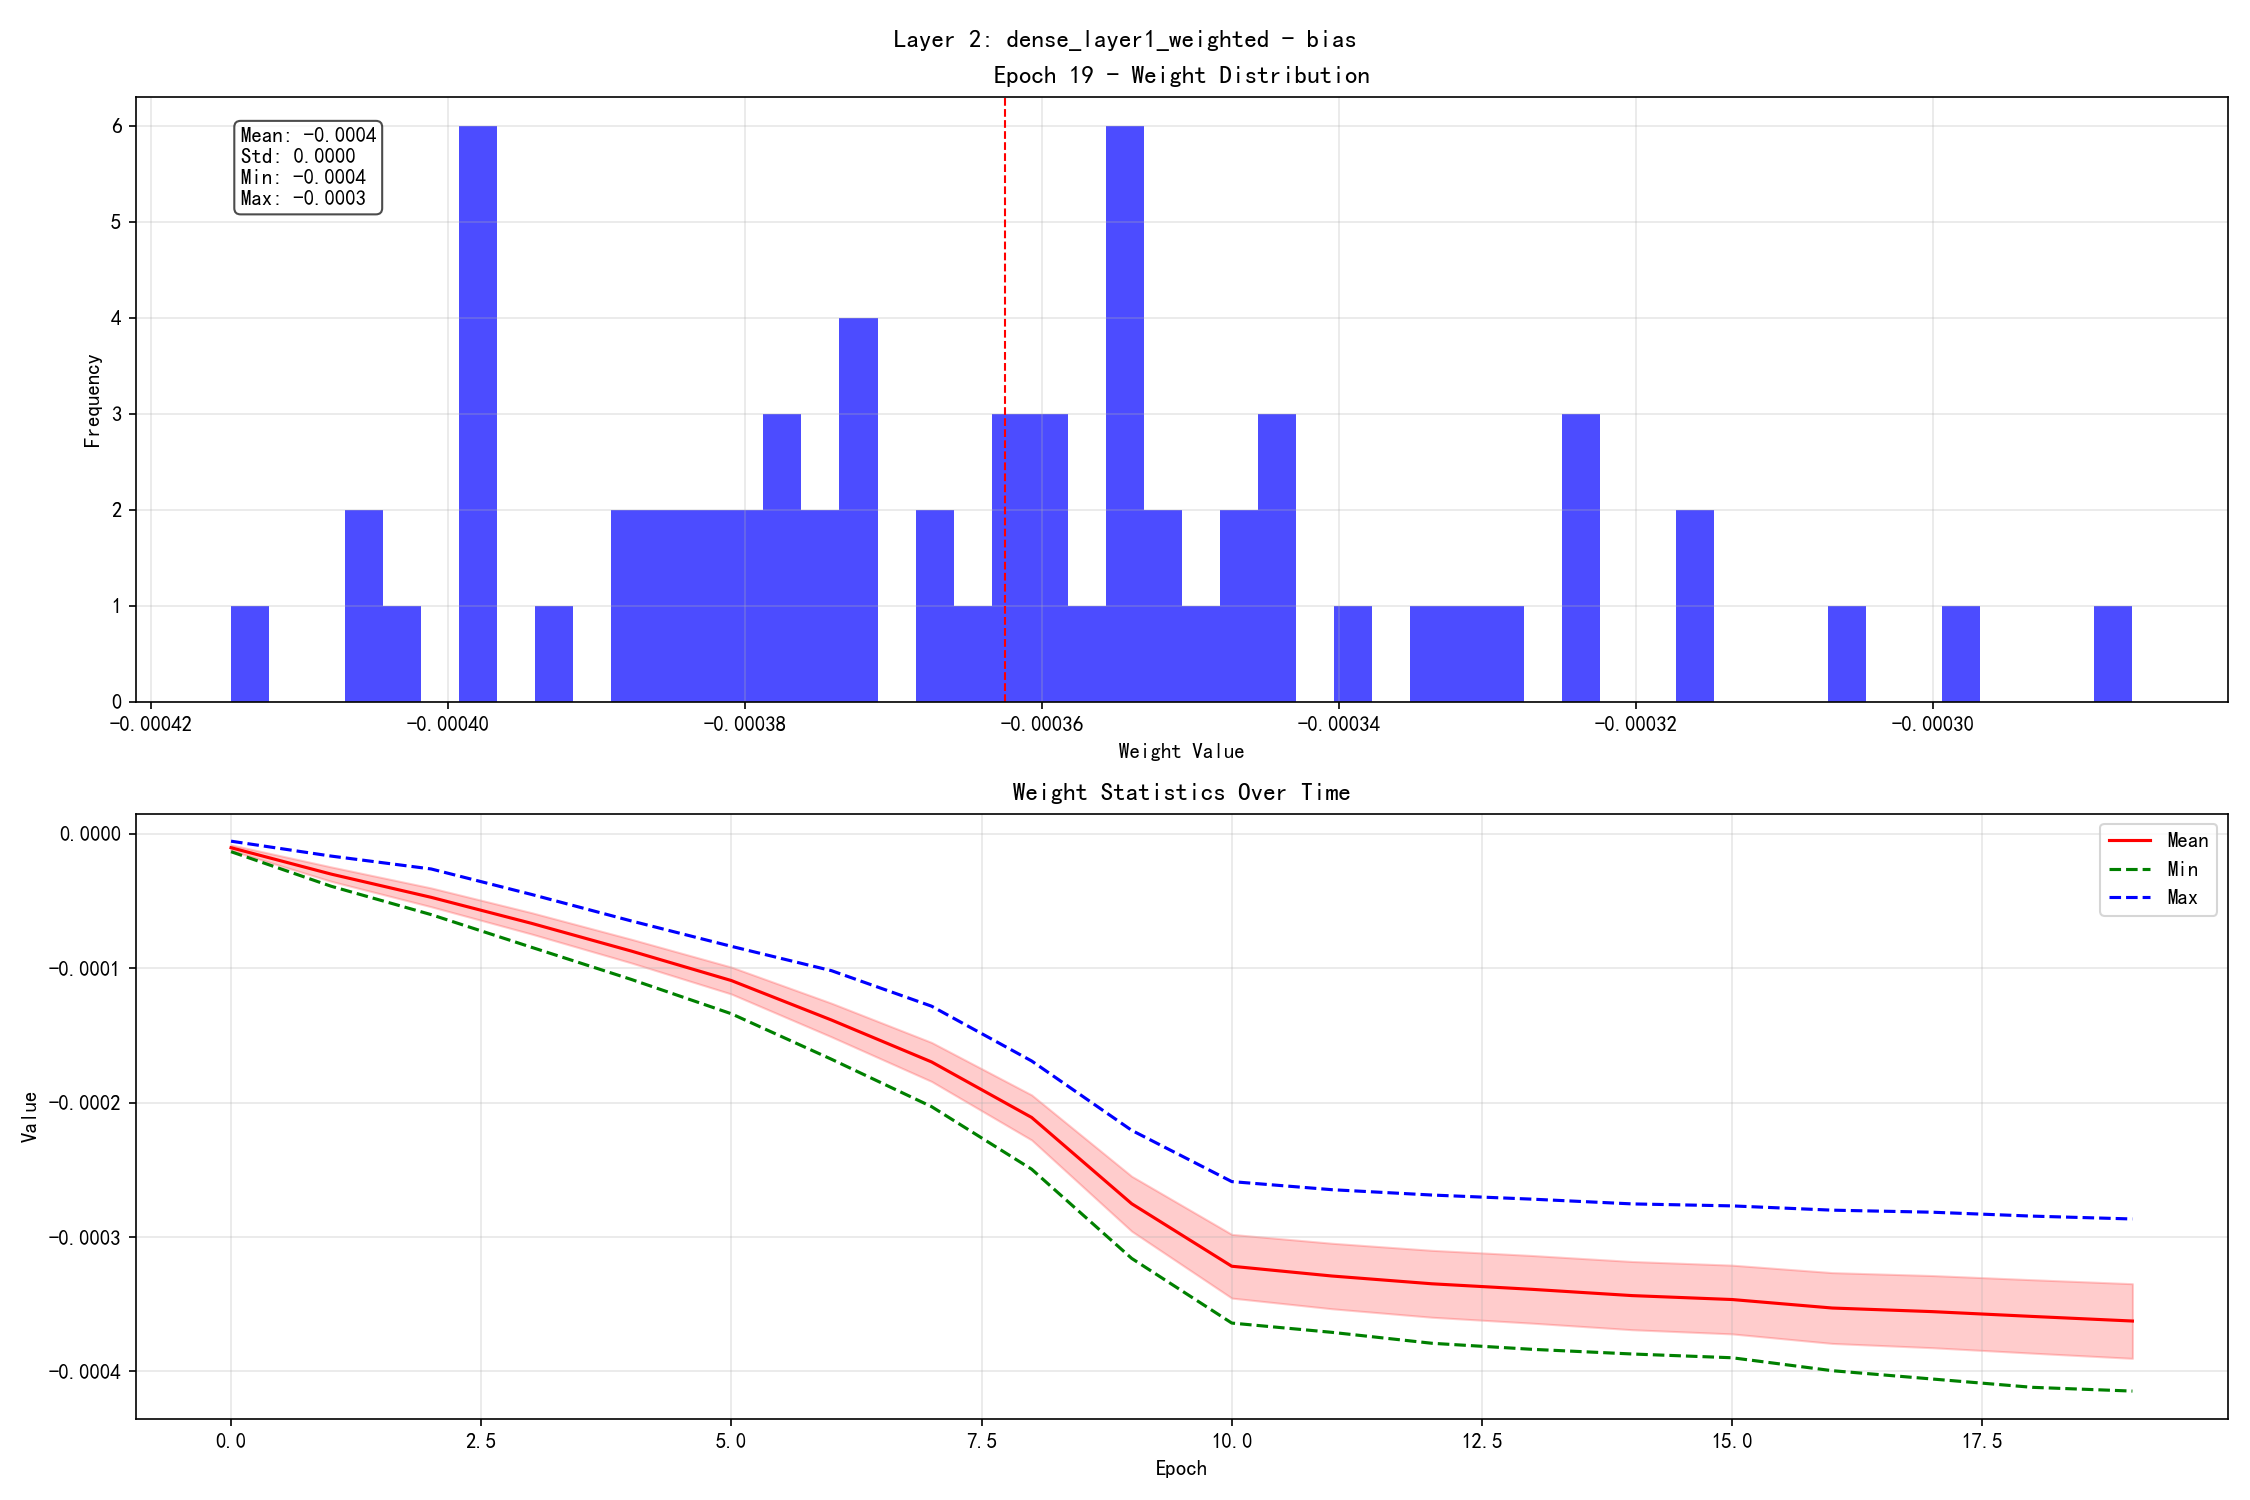 Layer 2: dense_layer1_weighted - bias
Epoch 19 - Weight Distribution
Mean: -0.0004
Std: 0.0000
Min: -0.0004
Max: -0.0003
Frequency
6
5
4
3
2
1
0
-0.00042 -0.00040 -0.00038 -0.00036 -0.00034 -0.00032 -0.00030
Weight Value
Weight Statistics Over Time
Mean
Min
Max
Value
0.0000
-0.0001
-0.0002
-0.0003
-0.0004
0.0 2.5 5.0 7.5 10.0 12.5 15.0 17.5
Epoch